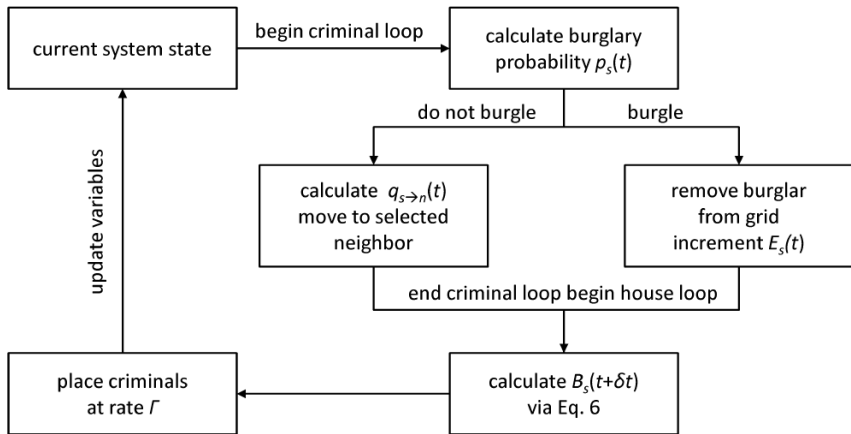 current system state
begin criminal loop
calculate burglary
probability pₛ(t)
do not burgle
burgle
calculate qₛ→ₙ(t)
move to selected
neighbor
remove burglar
from grid
increment Eₛ(t)
update variables
end criminal loop begin house loop
place criminals
at rate Γ
calculate Bₛ(t+δt)
via Eq. 6